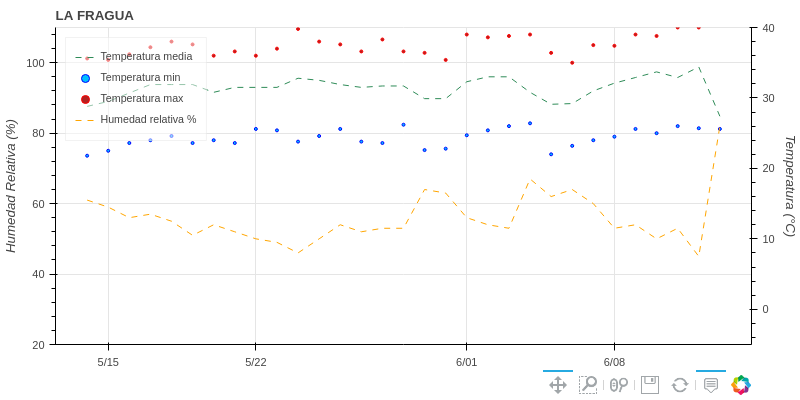 LA FRAGUA
Temperatura media
Temperatura min
Temperatura max
Humedad relativa %
Humedad Relativa (%)
100
80
60
40
20
Temperatura (°C)
40
30
20
10
0
5/15
5/22
6/01
6/08